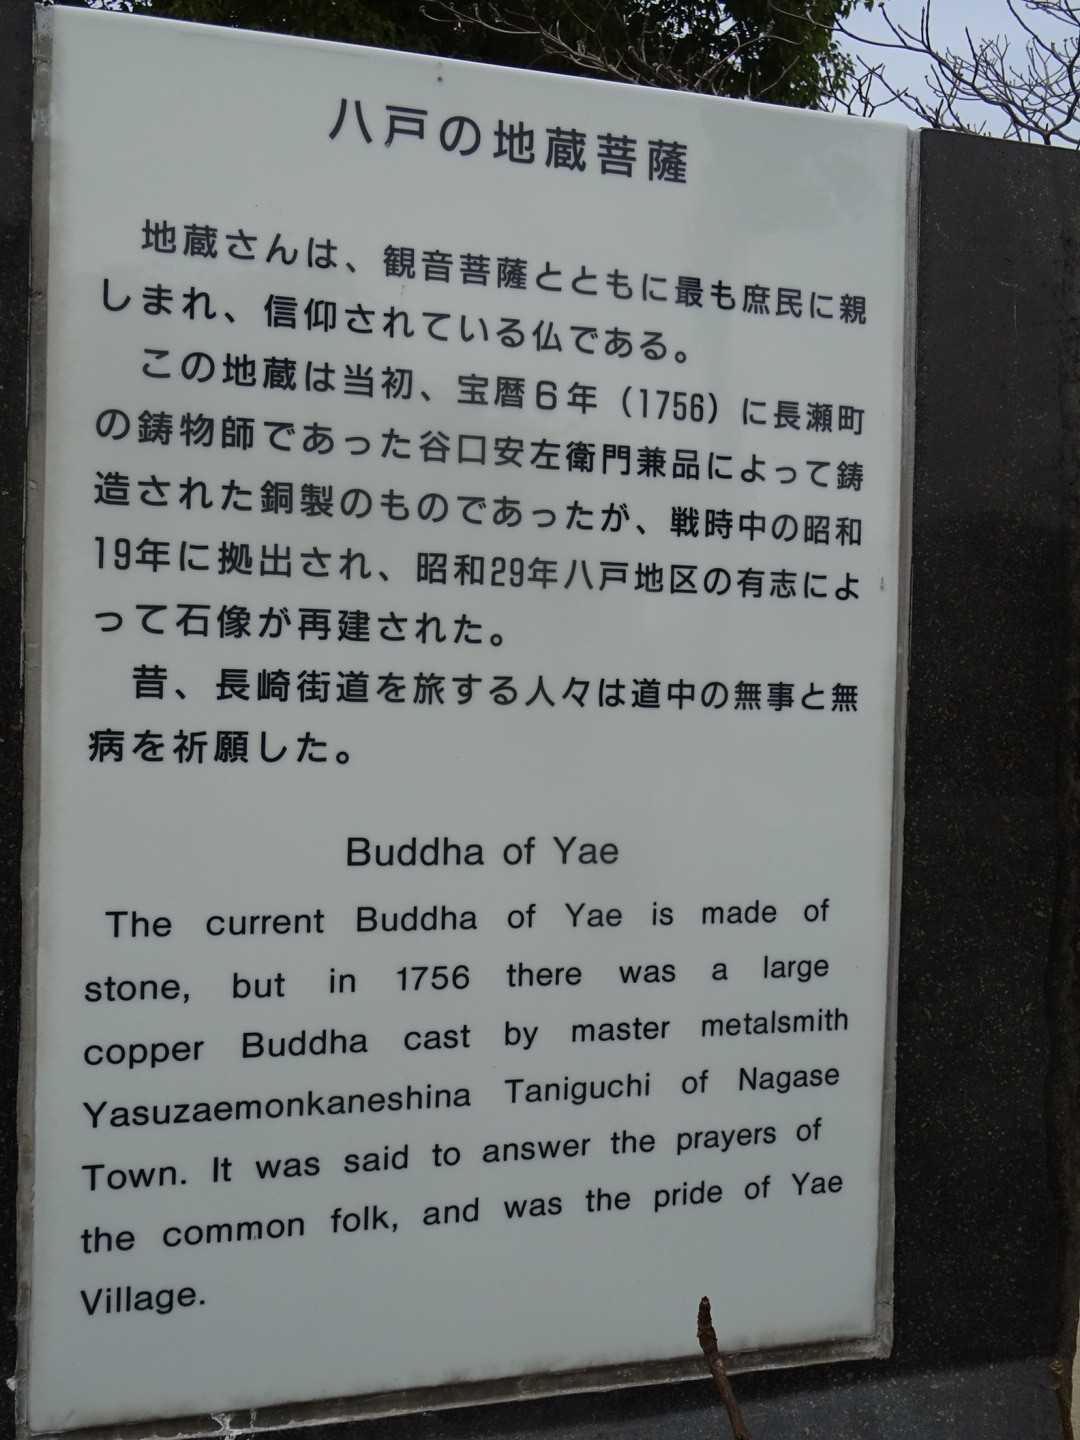 八戸の地蔵菩薩
地蔵さんは、観音菩薩とともに最も庶民に親
しまれ、信仰されている仏である。
この地蔵は当初、宝暦6年（1756）に長瀬町
の鋳物師であった谷口安左衛門兼品によって鋳
造された銅製のものであったが、戦時中の昭和
19年に拠出され、昭和29年八戸地区の有志によ
って石像が再建された。
昔、長崎街道を旅する人々は道中の無事と無
病を祈願した。
Buddha of Yae
The current Buddha of Yae is made of
stone, but in 1756 there was a large
copper Buddha cast by master metalsmith
Yasuzaemonkaneshina Taniguchi of Nagase
Town. It was said to answer the prayers of
the common folk, and was the pride of Yae
Village.